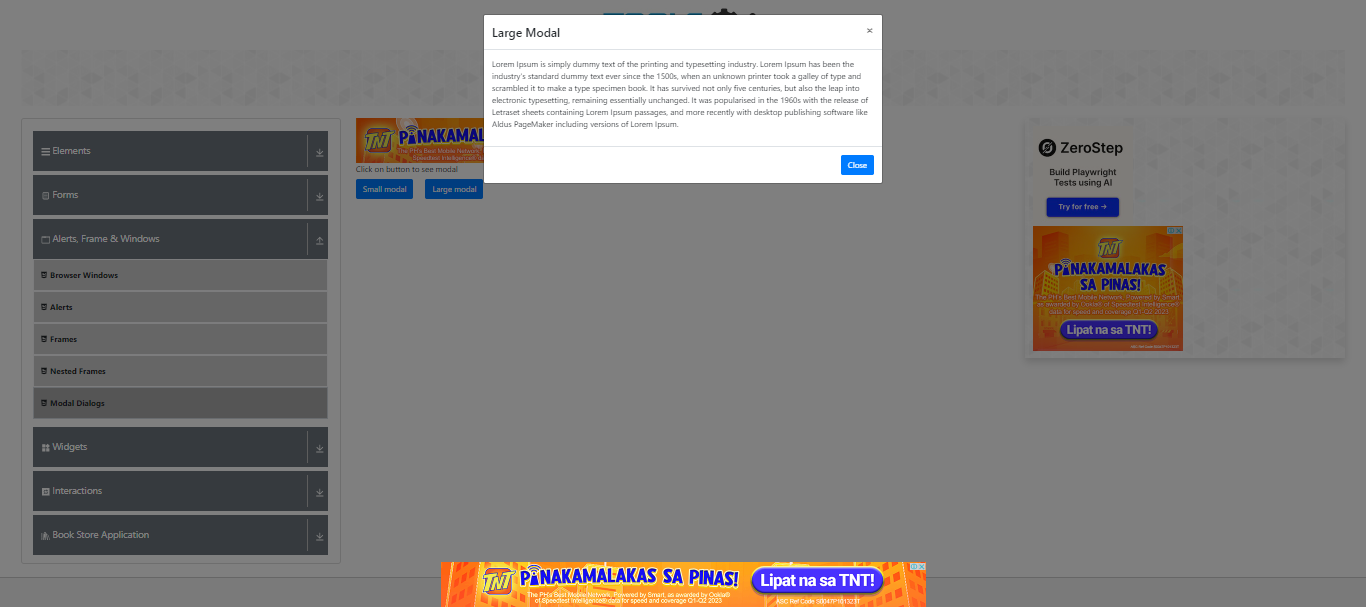 Large Modal
×
Lorem Ipsum is simply dummy text of the printing and typesetting industry. Lorem Ipsum has been the
industry's standard dummy text ever since the 1500s, when an unknown printer took a galley of type and
scrambled it to make a type specimen book. It has survived not only five centuries, but also the leap into
electronic typesetting, remaining essentially unchanged. It was popularised in the 1960s with the release of
Letraset sheets containing Lorem Ipsum passages, and more recently with desktop publishing software like
Aldus PageMaker including versions of Lorem Ipsum.
Close
Elements
Forms
Alerts, Frame & Windows
Browser Windows
Alerts
Frames
Nested Frames
Modal Dialogs
Widgets
Interactions
Book Store Application
TNT
PINAKAMAL
The PH's Best Mobile Network. Powered
Speedtest Intelligence®
Click on button to see modal
Small modal
Large modal
ZeroStep
Build Playwright
Tests using AI
Try for free →
TNT
PINAKAMALAKAS
SA PINAS!
The PH's Best Mobile Network. Powered by Smart,
as awarded by Ookla® of Speedtest Intelligence®
data for speed and coverage Q1-Q2 2023
Lipat na sa TNT!
TNT
PINAKAMALAKAS SA PINAS!
The PH's Best Mobile Network. Powered by Smart, as awarded by Ookla®
of Speedtest Intelligence® data for speed and coverage Q1-Q2 2023
Lipat na sa TNT!